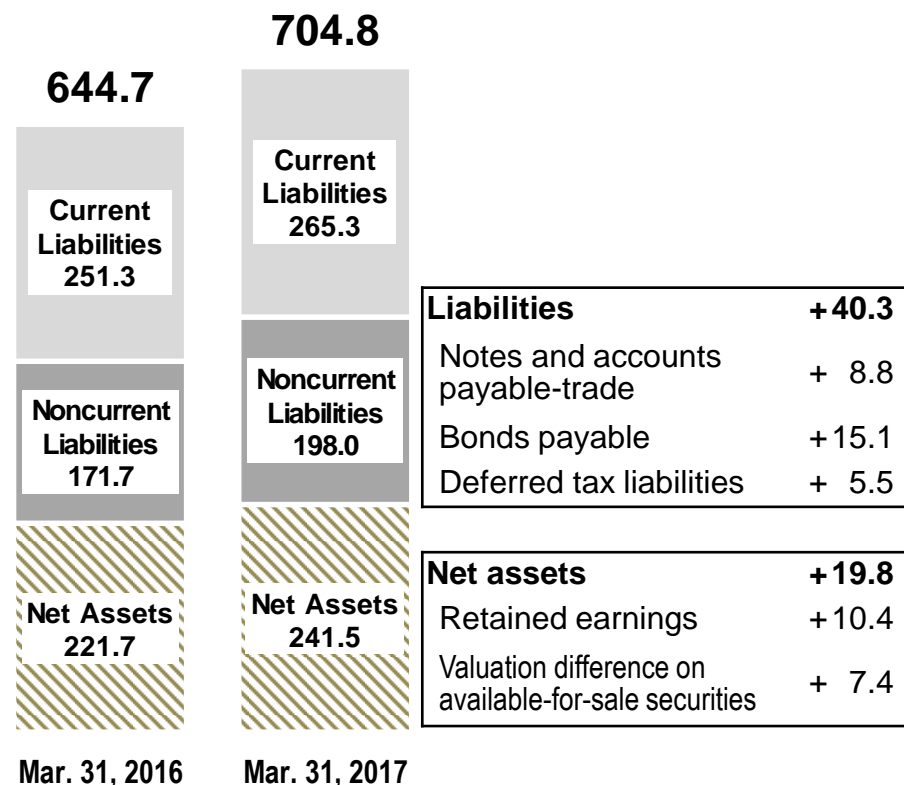 704.8
644.7
Current
Liabilities
251.3
Current
Liabilities
265.3
Noncurrent
Liabilities
171.7
Noncurrent
Liabilities
198.0
Net Assets
221.7
Net Assets
241.5
Mar. 31, 2016
Mar. 31, 2017
Liabilities +40.3
Notes and accounts
payable-trade + 8.8
Bonds payable +15.1
Deferred tax liabilities + 5.5
Net assets +19.8
Retained earnings +10.4
Valuation difference on
available-for-sale securities + 7.4